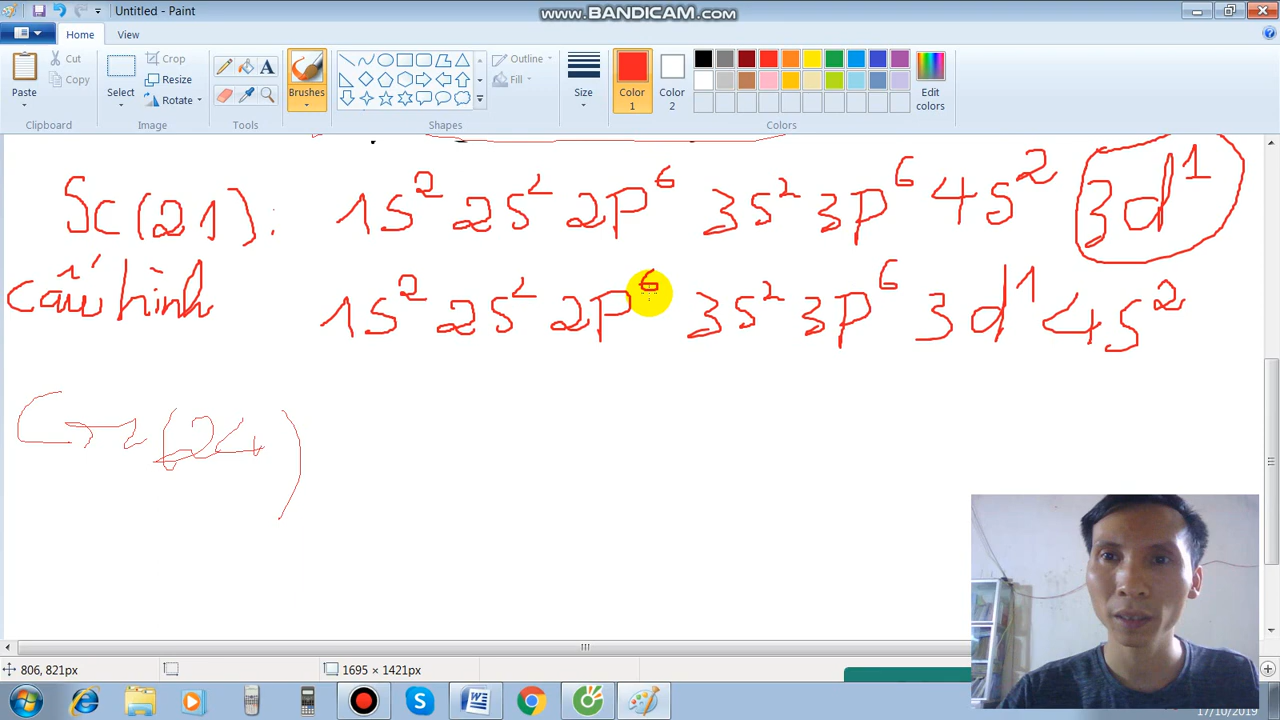 Untitled - Paint
www.BANDICAM.com
Home View
Cut
Copy
Paste
Clipboard
Crop
Resize
Rotate
Select
Image
A
Tools
Brushes
Outline
Fill
Shapes
Size
Color 1
Color 2
Edit colors
Colors
Sc(21): 1s² 2s² 2p⁶ 3s² 3p⁶ 4s² 3d¹
Cấu hình 1s² 2s² 2p⁶ 3s² 3p⁶ 3d¹ 4s²
Cr (24)
806, 821px
1695 × 1421px
17/10/2019